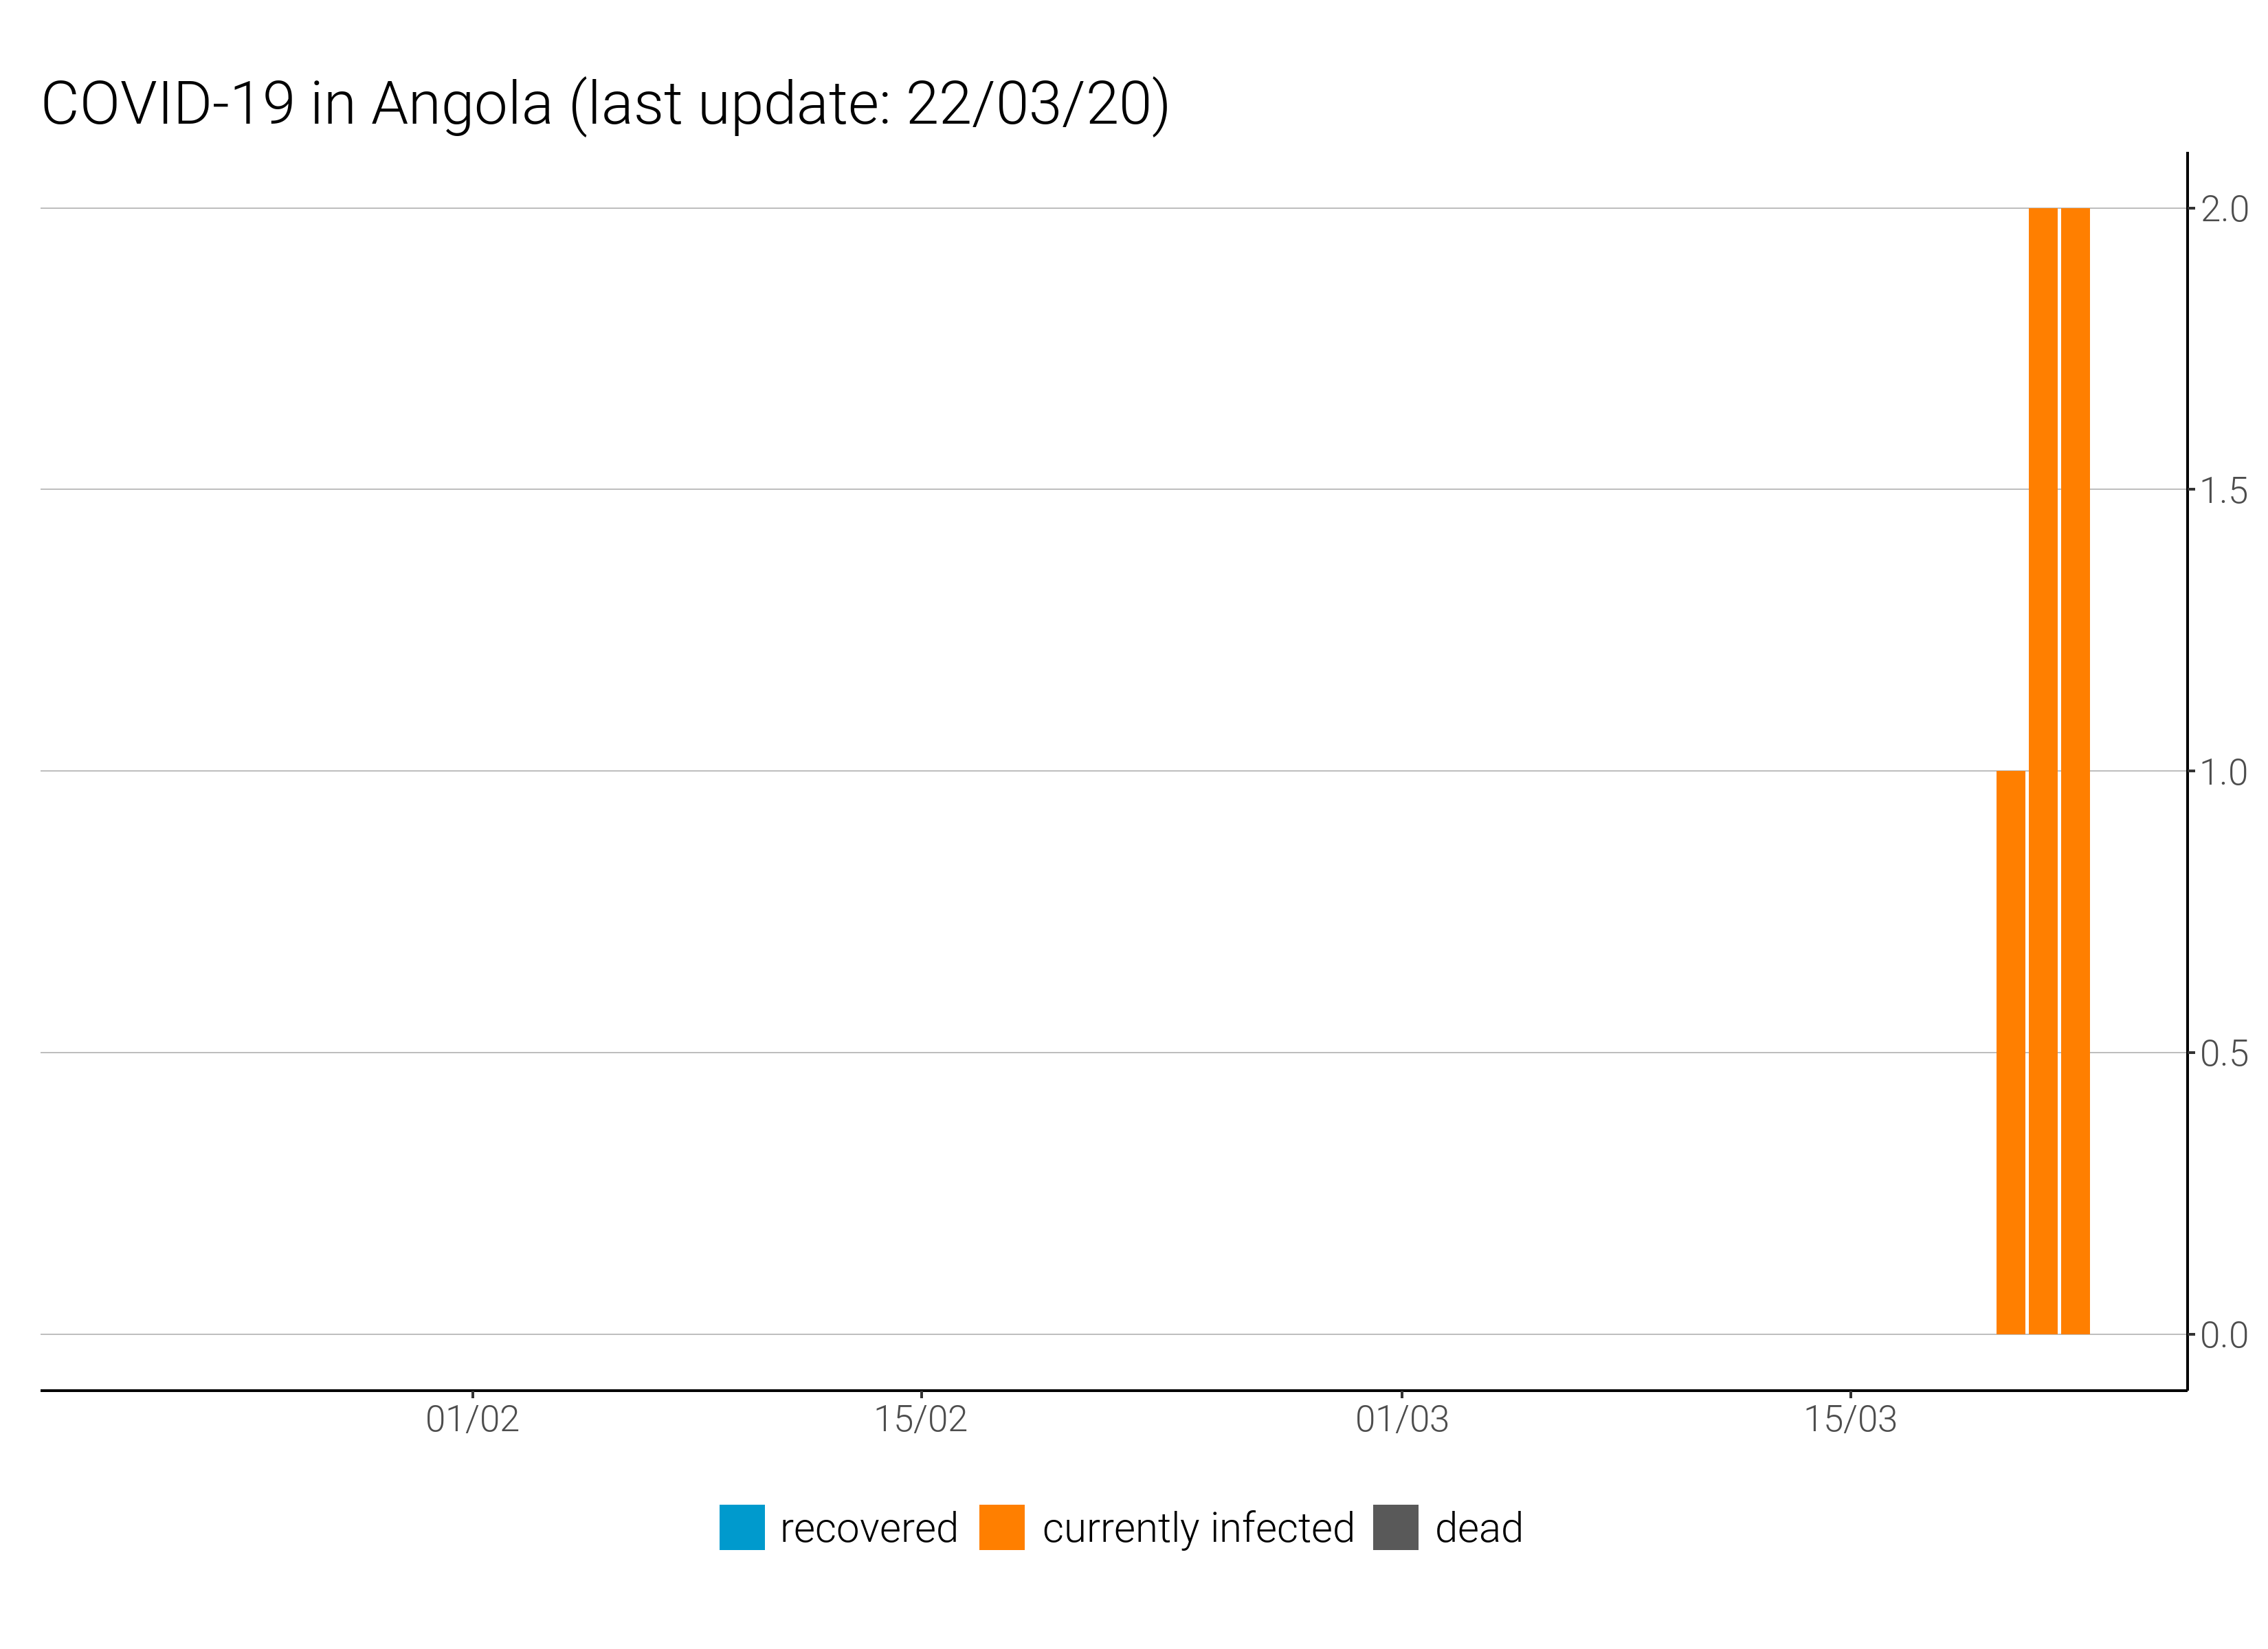 COVID-19 in Angola (last update: 22/03/20)
2.0
1.5
1.0
0.5
0.0
01/02 15/02 01/03 15/03
recovered currently infected dead